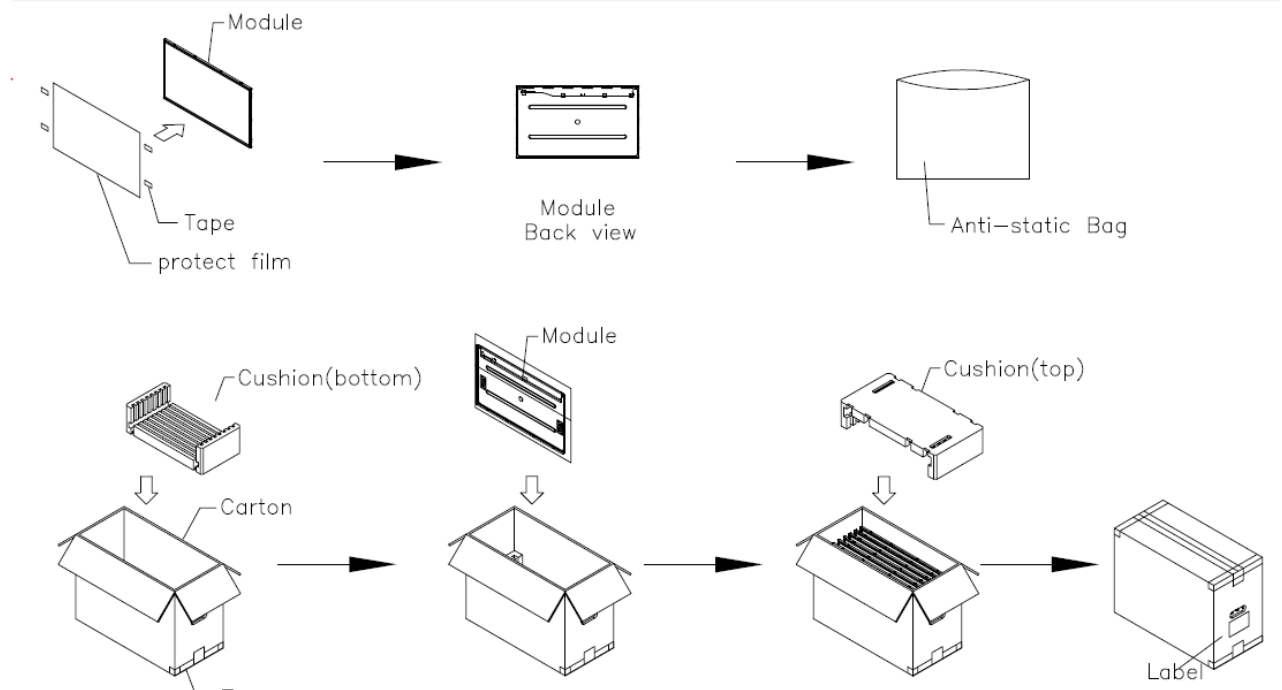 Module
Tape
protect film
Module
Back view
Anti-static Bag
Cushion(bottom)
Module
Cushion(top)
Carton
Label